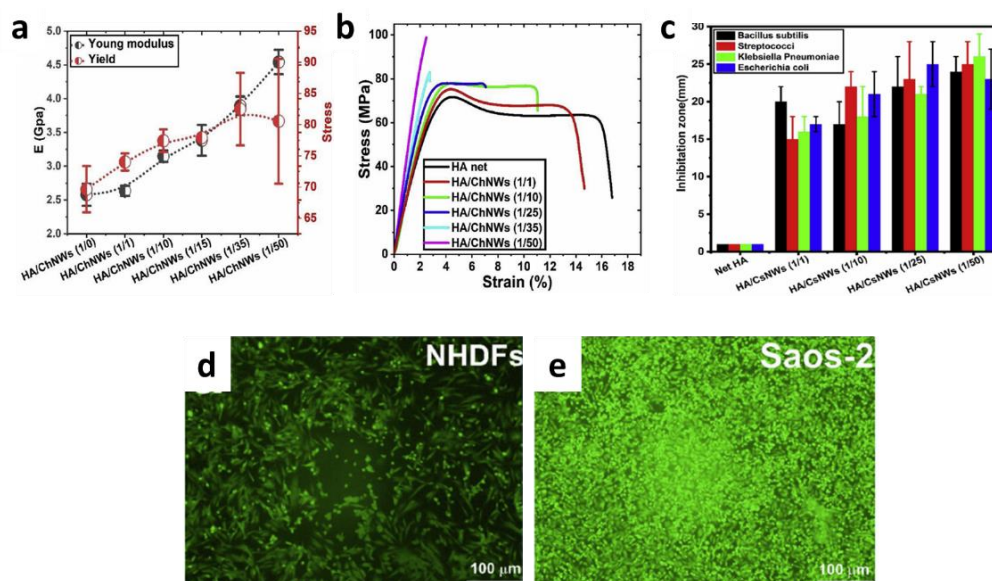 a
Young modulus
Yield
E (Gpa)
5.0
4.5
4.0
3.5
3.0
2.5
2.0
Stress
95
90
85
80
75
70
65
HA/ChNWs (1/0)
HA/ChNWs (1/1)
HA/ChNWs (1/10)
HA/ChNWs (1/15)
HA/ChNWs (1/35)
HA/ChNWs (1/50)
b
Stress (MPa)
100
80
60
40
20
0
HA net
HA/ChNWs (1/1)
HA/ChNWs (1/10)
HA/ChNWs (1/25)
HA/ChNWs (1/35)
HA/ChNWs (1/50)
0 2 4 6 8 10 12 14 16 18
Strain (%)
c
Bacillus subtilis
Streptococci
Klebsiella Pneumoniae
Escherichia coli
Inhibitation zone(mm)
30
25
20
15
10
5
0
Net HA
HA/CsNWs (1/1)
HA/CsNWs (1/10)
HA/CsNWs (1/25)
HA/CsNWs (1/50)
d
NHDFs
100 µm
e
Saos-2
100 µm